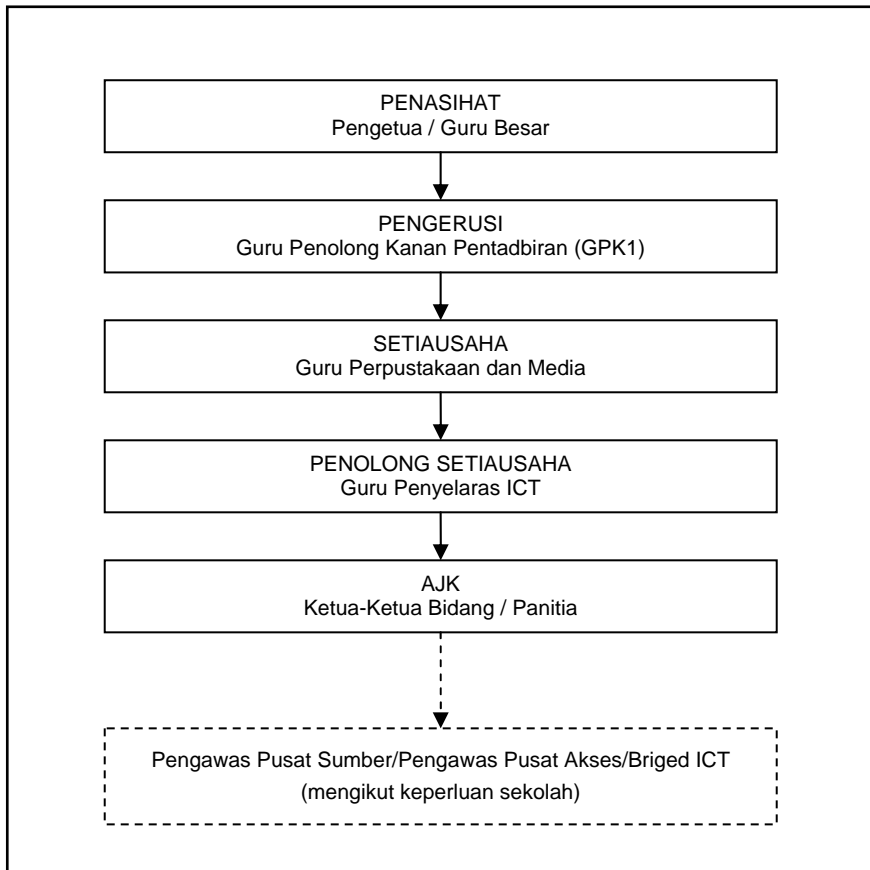 PENASIHAT
Pengetua / Guru Besar
PENGERUSI
Guru Penolong Kanan Pentadbiran (GPK1)
SETIAUSAHA
Guru Perpustakaan dan Media
PENOLONG SETIAUSAHA
Guru Penyelaras ICT
AJK
Ketua-Ketua Bidang / Panitia
Pengawas Pusat Sumber/Pengawas Pusat Akses/Briged ICT
(mengikut keperluan sekolah)